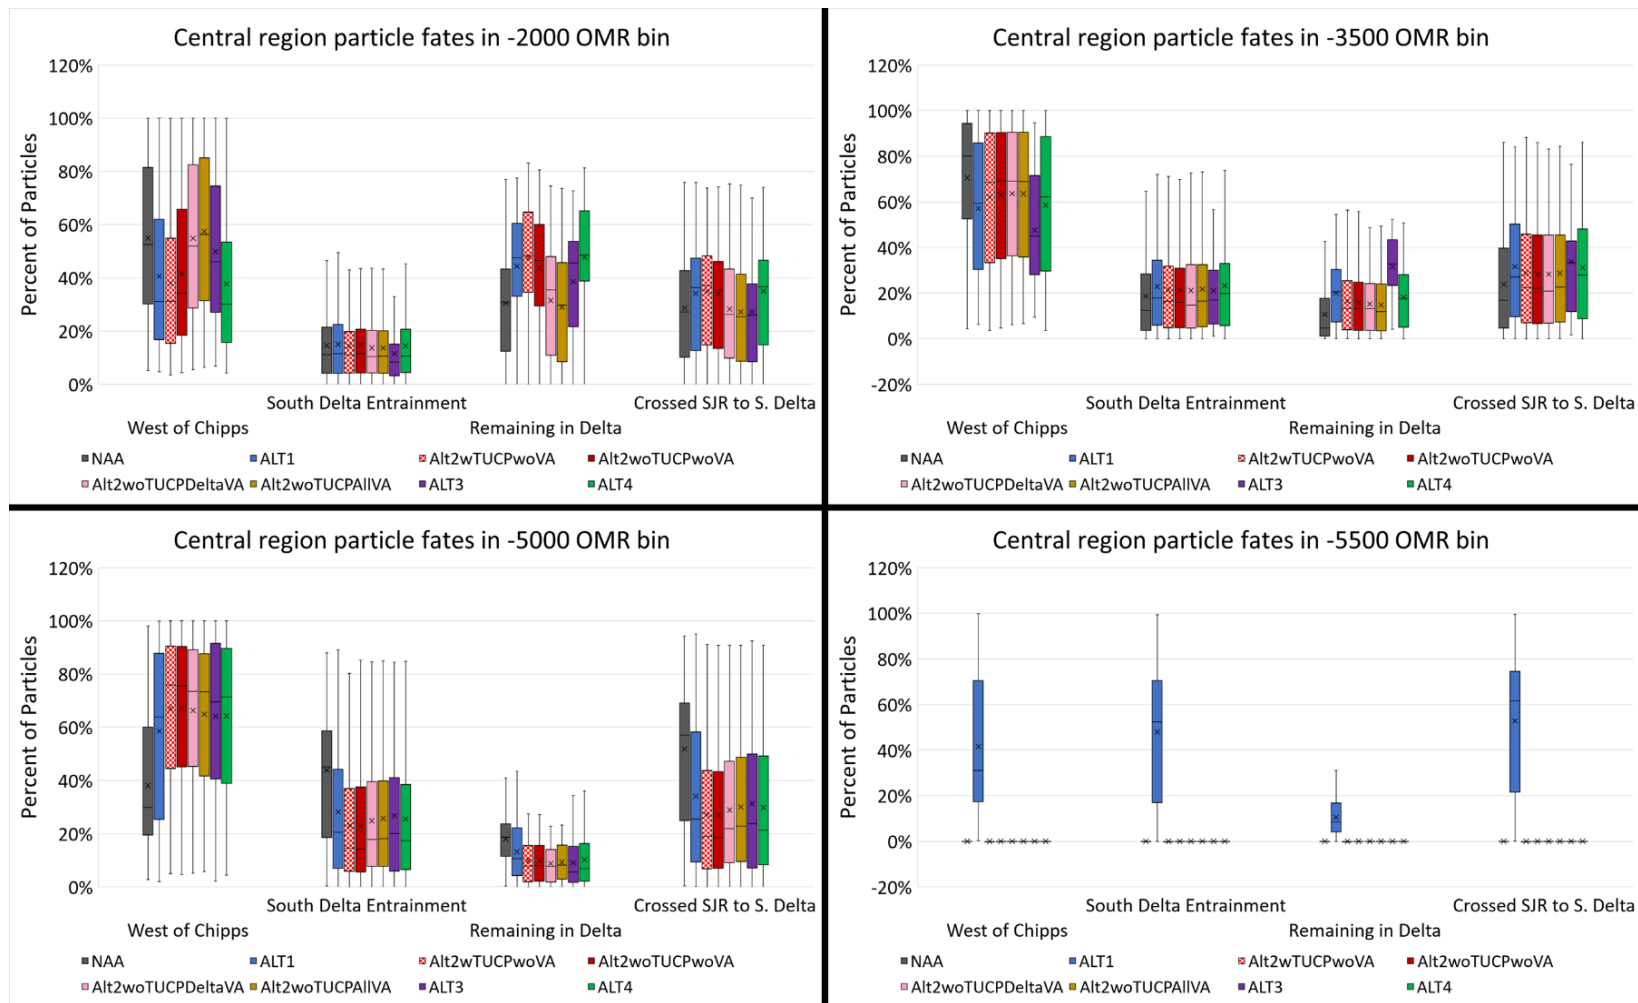 Central region particle fates in -2000 OMR bin
120%
100%
80%
60%
40%
20%
0%
Percent of Particles
South Delta Entrainment
Crossed SJR to S. Delta
West of Chipps
Remaining in Delta
NAA
ALT1
Alt2wTUCPwoVA
Alt2woTUCPwoVA
Alt2woTUCPDeltaVA
Alt2woTUCPAllVA
ALT3
ALT4
Central region particle fates in -3500 OMR bin
120%
100%
80%
60%
40%
20%
0%
-20%
Percent of Particles
South Delta Entrainment
Crossed SJR to S. Delta
West of Chipps
Remaining in Delta
NAA
ALT1
Alt2wTUCPwoVA
Alt2woTUCPwoVA
Alt2woTUCPDeltaVA
Alt2woTUCPAllVA
ALT3
ALT4
Central region particle fates in -5000 OMR bin
120%
100%
80%
60%
40%
20%
0%
Percent of Particles
South Delta Entrainment
Crossed SJR to S. Delta
West of Chipps
Remaining in Delta
NAA
ALT1
Alt2wTUCPwoVA
Alt2woTUCPwoVA
Alt2woTUCPDeltaVA
Alt2woTUCPAllVA
ALT3
ALT4
Central region particle fates in -5500 OMR bin
120%
100%
80%
60%
40%
20%
0%
-20%
Percent of Particles
South Delta Entrainment
Crossed SJR to S. Delta
West of Chipps
Remaining in Delta
NAA
ALT1
Alt2wTUCPwoVA
Alt2woTUCPwoVA
Alt2woTUCPDeltaVA
Alt2woTUCPAllVA
ALT3
ALT4